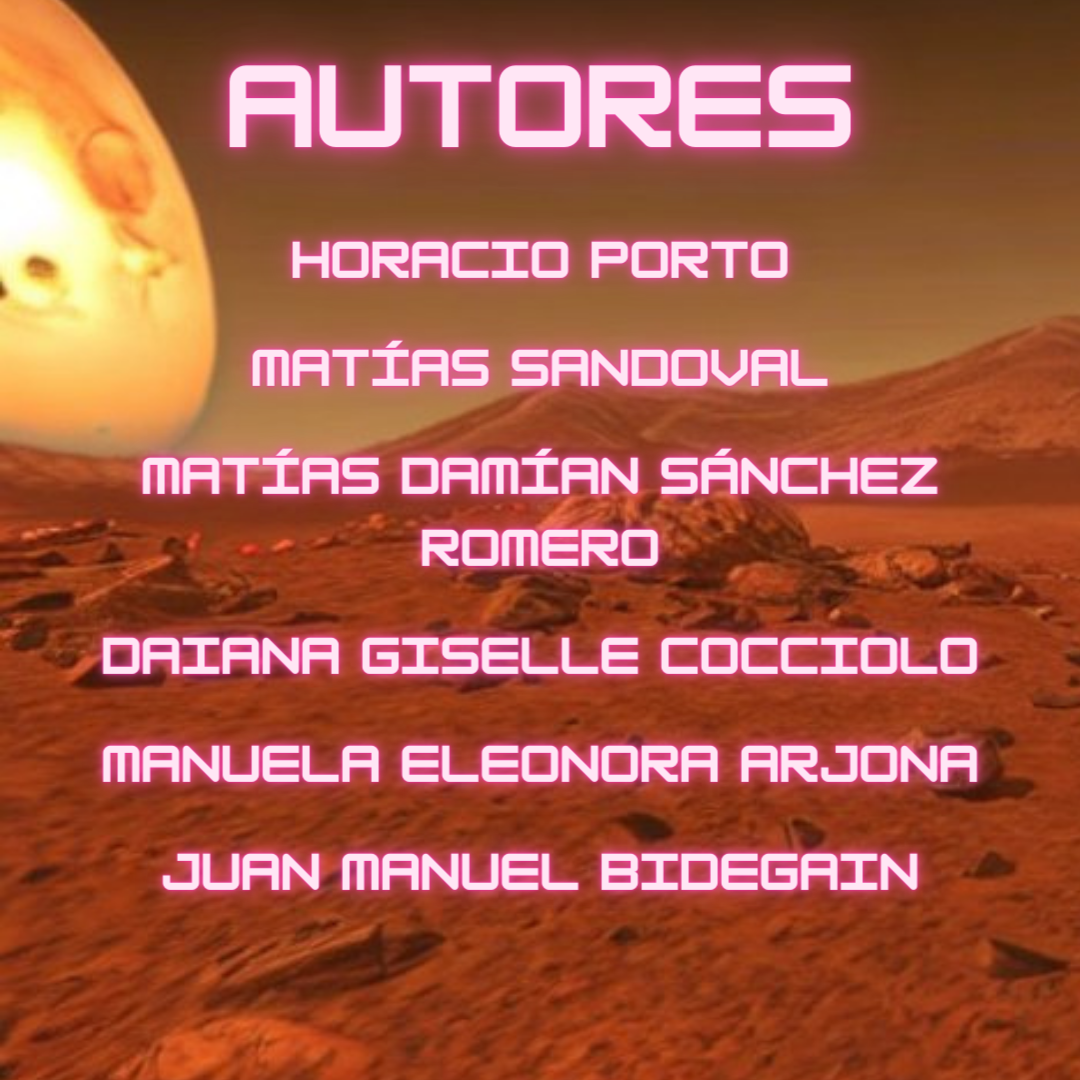 AUTORES
HORACIO PORTO
MATÍAS SANDOVAL
MATÍAS DAMÍAN SÁNCHEZ
ROMERO
DAIANA GISELLE COCCIOLO
MANUELA ELEONORA ARJONA
JUAN MANUEL BIDEGAIN